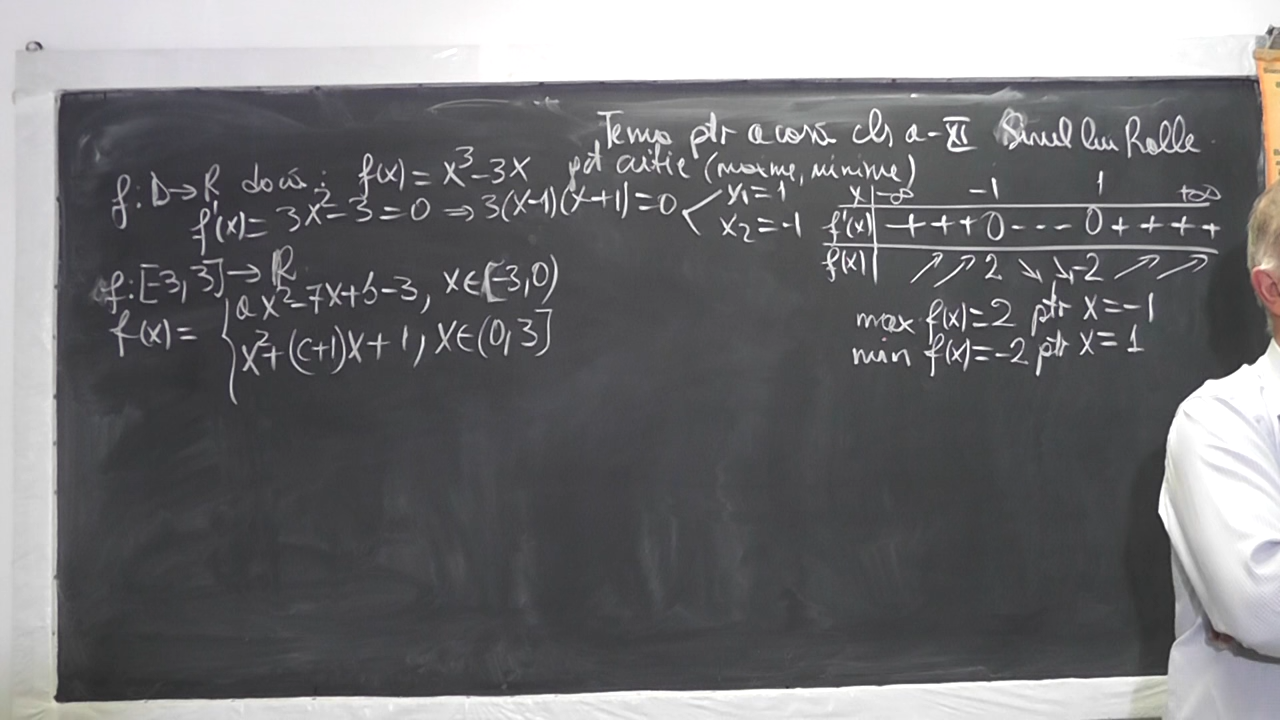 Tema ptr acasă cls a-XI Sirul lui Rolle
f: D→R dacă: f(x) = x³-3x pct critic (maxime, minime)
f'(x) = 3x²-3=0 ⇒ 3(x-1)(x+1)=0 < x₁=1
x₂=-1
x | -∞ -1 1 +∞
f'(x) | + + + 0 - - - 0 + + + +
f(x) | ↗ ↗ 2 ↘ ↘ -2 ↗ ↗
max f(x)=2 ptr x=-1
min f(x)=-2 ptr x=1
f: [-3, 3] → R
f(x) = { ax²-7x+b-3, x∈[-3,0)
x²+(c+1)x+1, x∈(0,3]